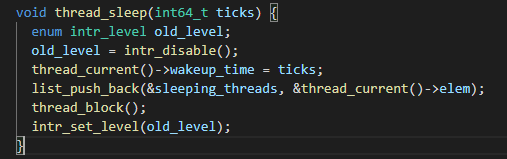 void thread_sleep(int64_t ticks) {
  enum intr_level old_level;
  old_level = intr_disable();
  thread_current()->wakeup_time = ticks;
  list_push_back(&sleeping_threads, &thread_current()->elem);
  thread_block();
  intr_set_level(old_level);
}